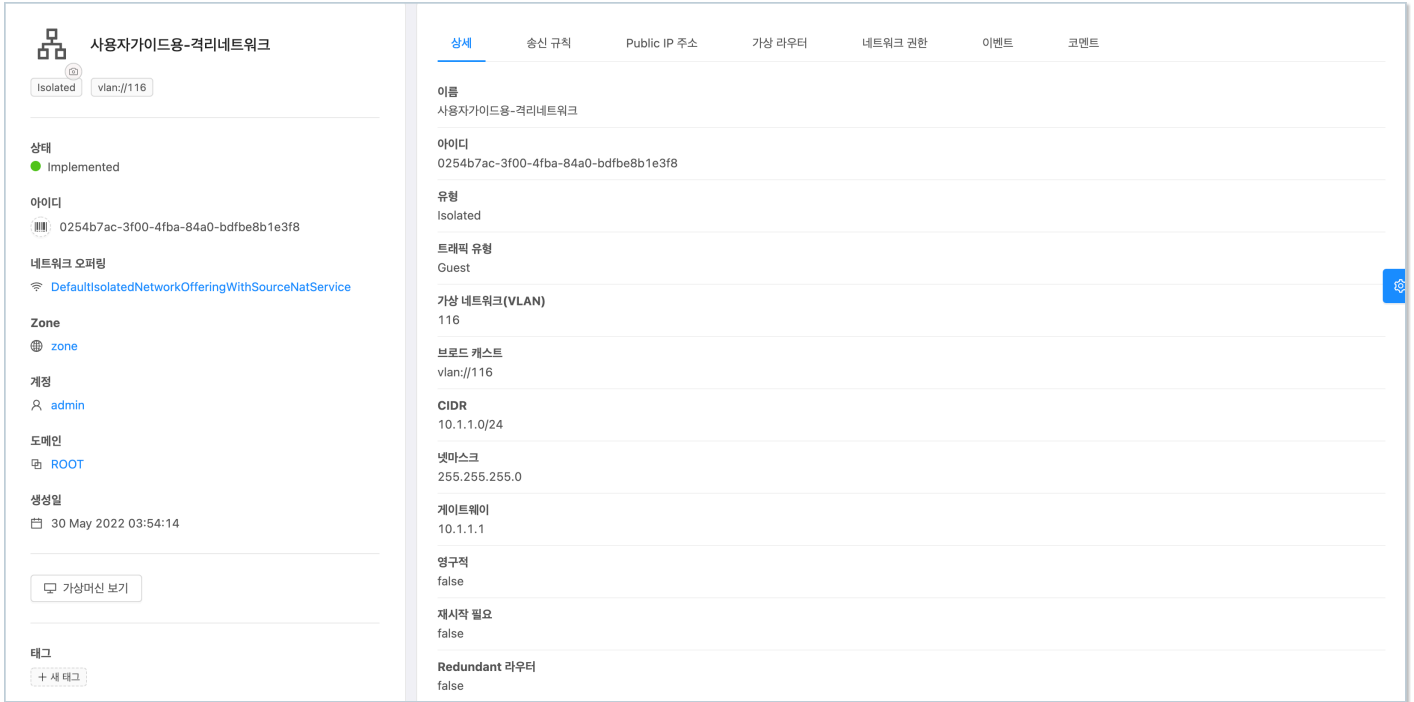 사용자가이드용-격리네트워크
Isolated
vlan://116
상태
Implemented
아이디
0254b7ac-3f00-4fba-84a0-bdfbe8b1e3f8
네트워크 오퍼링
DefaultIsolatedNetworkOfferingWithSourceNatService
Zone
zone
계정
admin
도메인
ROOT
생성일
30 May 2022 03:54:14
가상머신 보기
태그
+ 새 태그
상세
송신 규칙
Public IP 주소
가상 라우터
네트워크 권한
이벤트
코멘트
이름
사용자가이드용-격리네트워크
아이디
0254b7ac-3f00-4fba-84a0-bdfbe8b1e3f8
유형
Isolated
트래픽 유형
Guest
가상 네트워크(VLAN)
116
브로드 캐스트
vlan://116
CIDR
10.1.1.0/24
넷마스크
255.255.255.0
게이트웨이
10.1.1.1
영구적
false
재시작 필요
false
Redundant 라우터
false